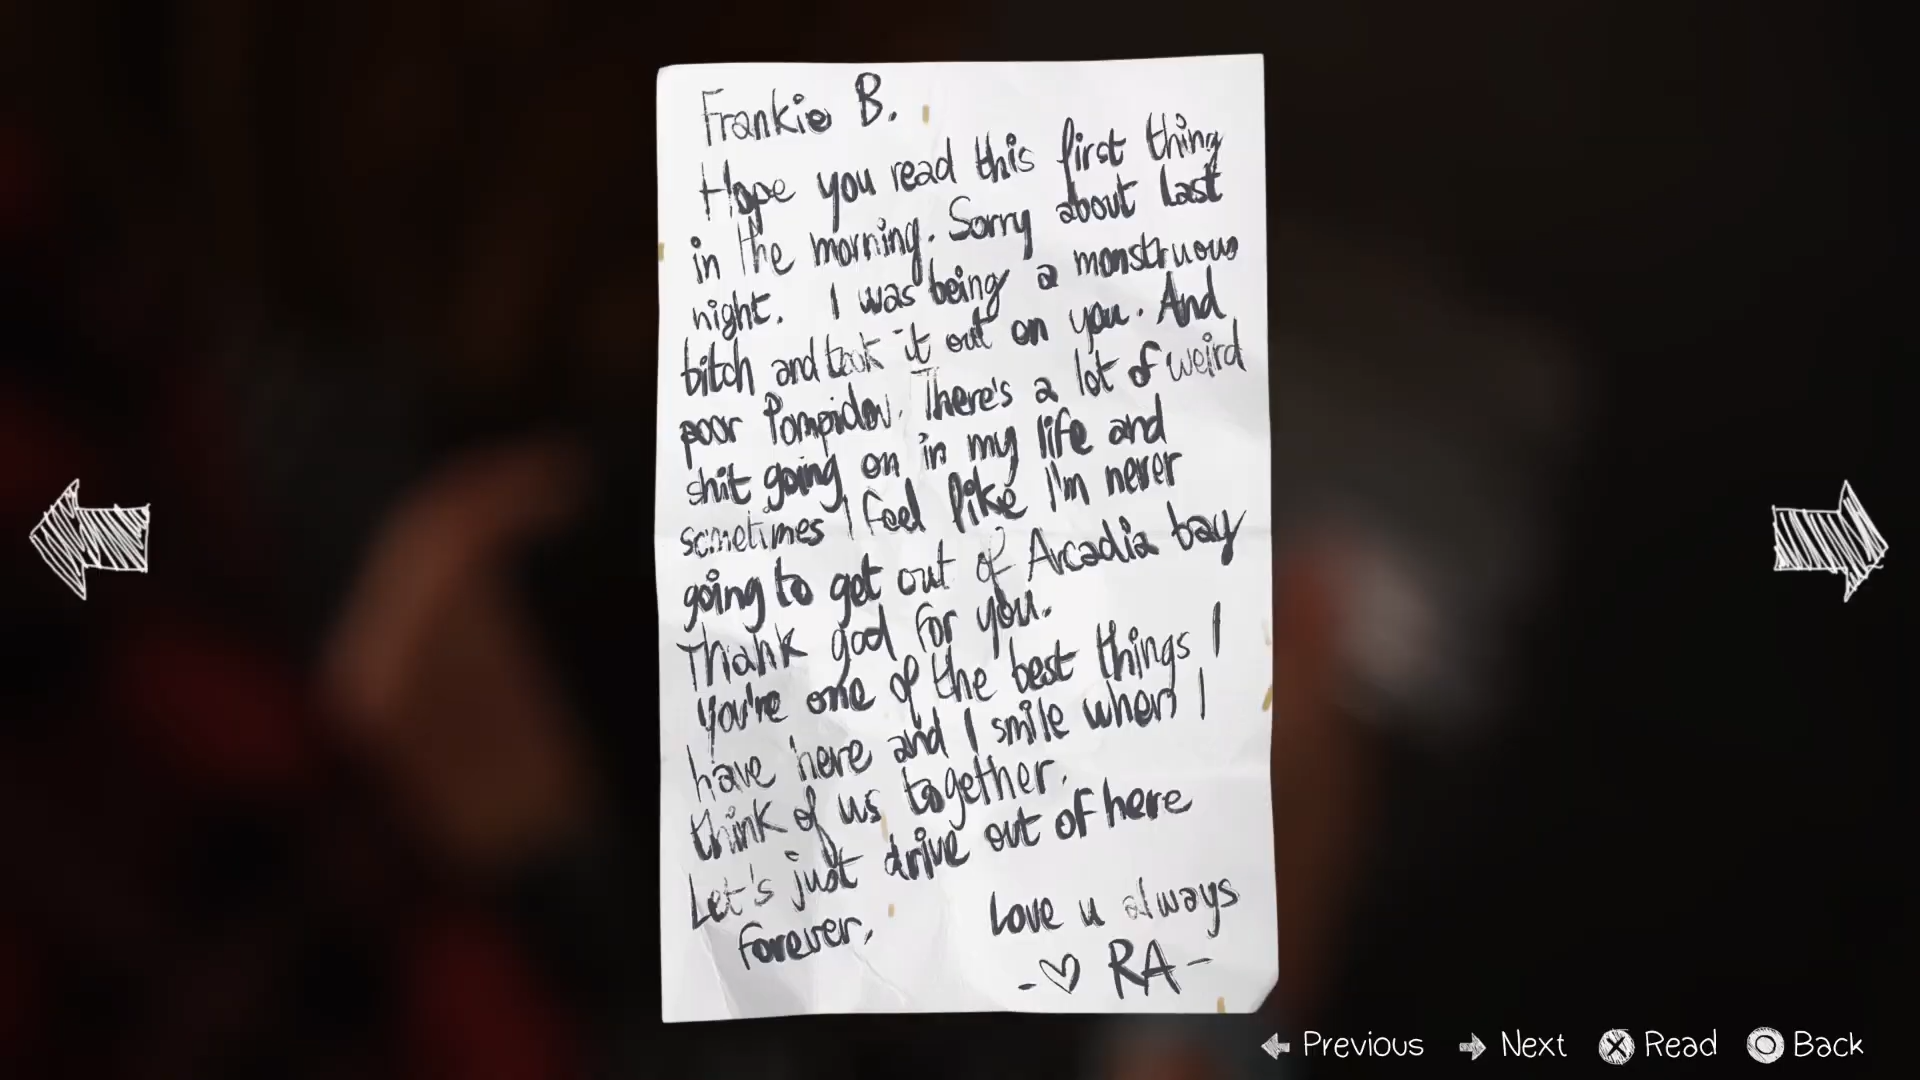 Frankie B.
Hope you read this first thing
in the morning. Sorry about last
night. I was being a monstruous
bitch and took it out on you. And
poor Pompidou. There's a lot of weird
shit going on in my life and
sometimes I feel like I'm never
going to get out of Arcadia bay
Thank god for you.
You're one of the best things I
have here and I smile when I
think of us together.
Let's just drive out of here
forever.
Love u always
-♡ RA-
Previous Next Read Back